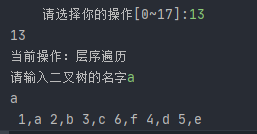 请选择你的操作[0~17]:13
13
当前操作：层序遍历
请输入二叉树的名字a
a
1,a 2,b 3,c 6,f 4,d 5,e